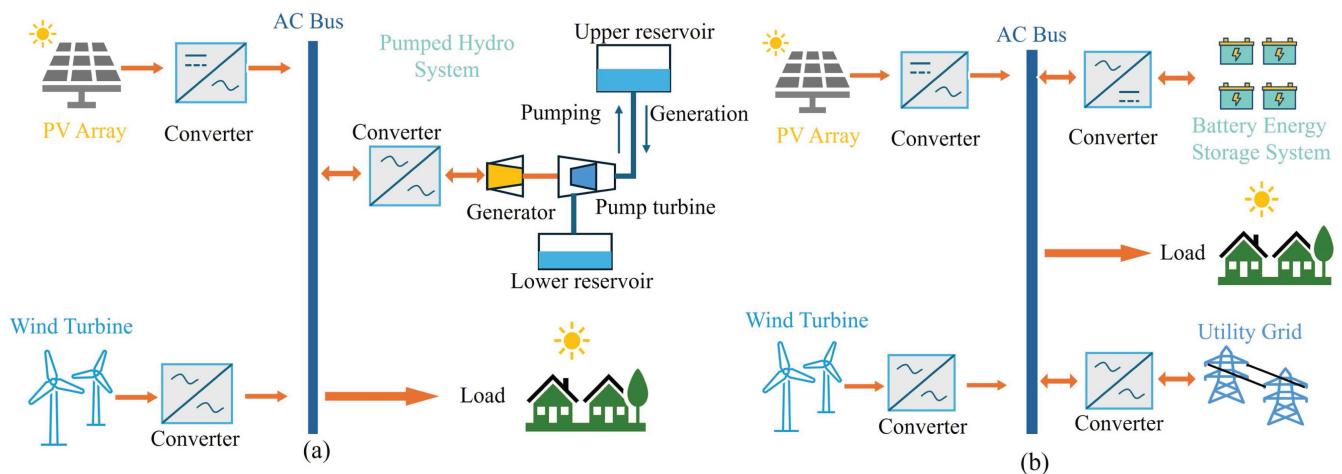 AC Bus
Pumped Hydro
System
Upper reservoir
PV Array
Converter
Pumping
Generation
Converter
Generator
Pump turbine
Lower reservoir
Wind Turbine
Converter
Load
(a)
AC Bus
PV Array
Converter
Converter
Battery Energy
Storage System
Load
Wind Turbine
Converter
Utility Grid
Converter
(b)